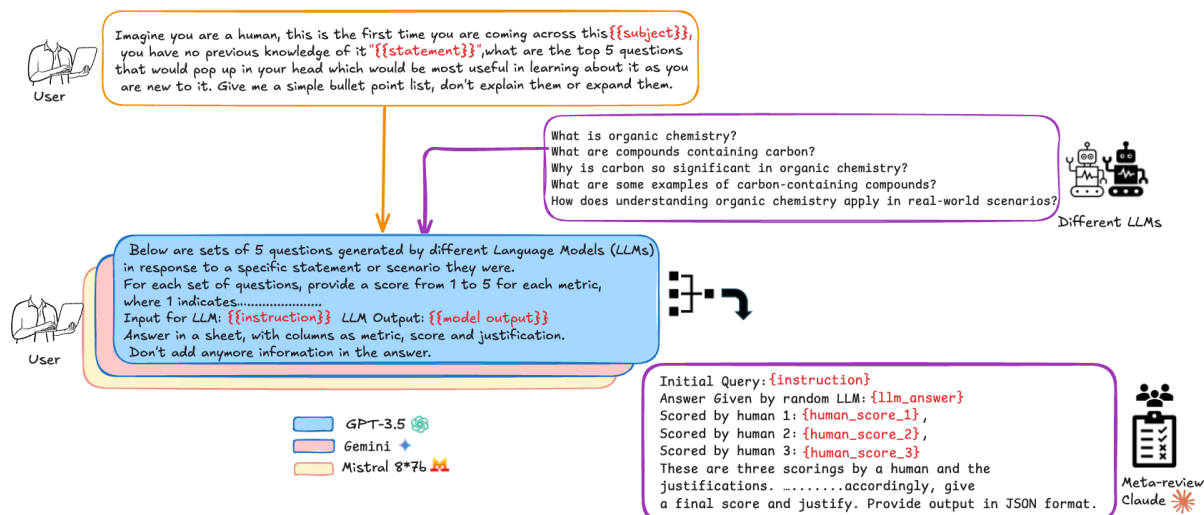 Imagine you are a human, this is the first time you are coming across this {{subject}},
you have no previous knowledge of it "{{statement}}", what are the top 5 questions
that would pop up in your head which would be most useful in learning about it as you
are new to it. Give me a simple bullet point list, don't explain them or expand them.
User
What is organic chemistry?
What are compounds containing carbon?
Why is carbon so significant in organic chemistry?
What are some examples of carbon-containing compounds?
How does understanding organic chemistry apply in real-world scenarios?
Different LLMs
Below are sets of 5 questions generated by different Language Models (LLMs)
in response to a specific statement or scenario they were.
For each set of questions, provide a score from 1 to 5 for each metric,
where 1 indicates......................
Input for LLM: {{instruction}} LLM Output: {{model output}}
Answer in a sheet, with columns as metric, score and justification.
Don't add anymore information in the answer.
User
GPT-3.5
Gemini
Mistral 8*7b
Initial Query: {instruction}
Answer Given by random LLM: {llm_answer}
Scored by human 1: {human_score_1},
Scored by human 2: {human_score_2},
Scored by human 3: {human_score_3}
These are three scorings by a human and the
justifications. ….......accordingly, give
a final score and justify. Provide output in JSON format.
Meta-review
Claude